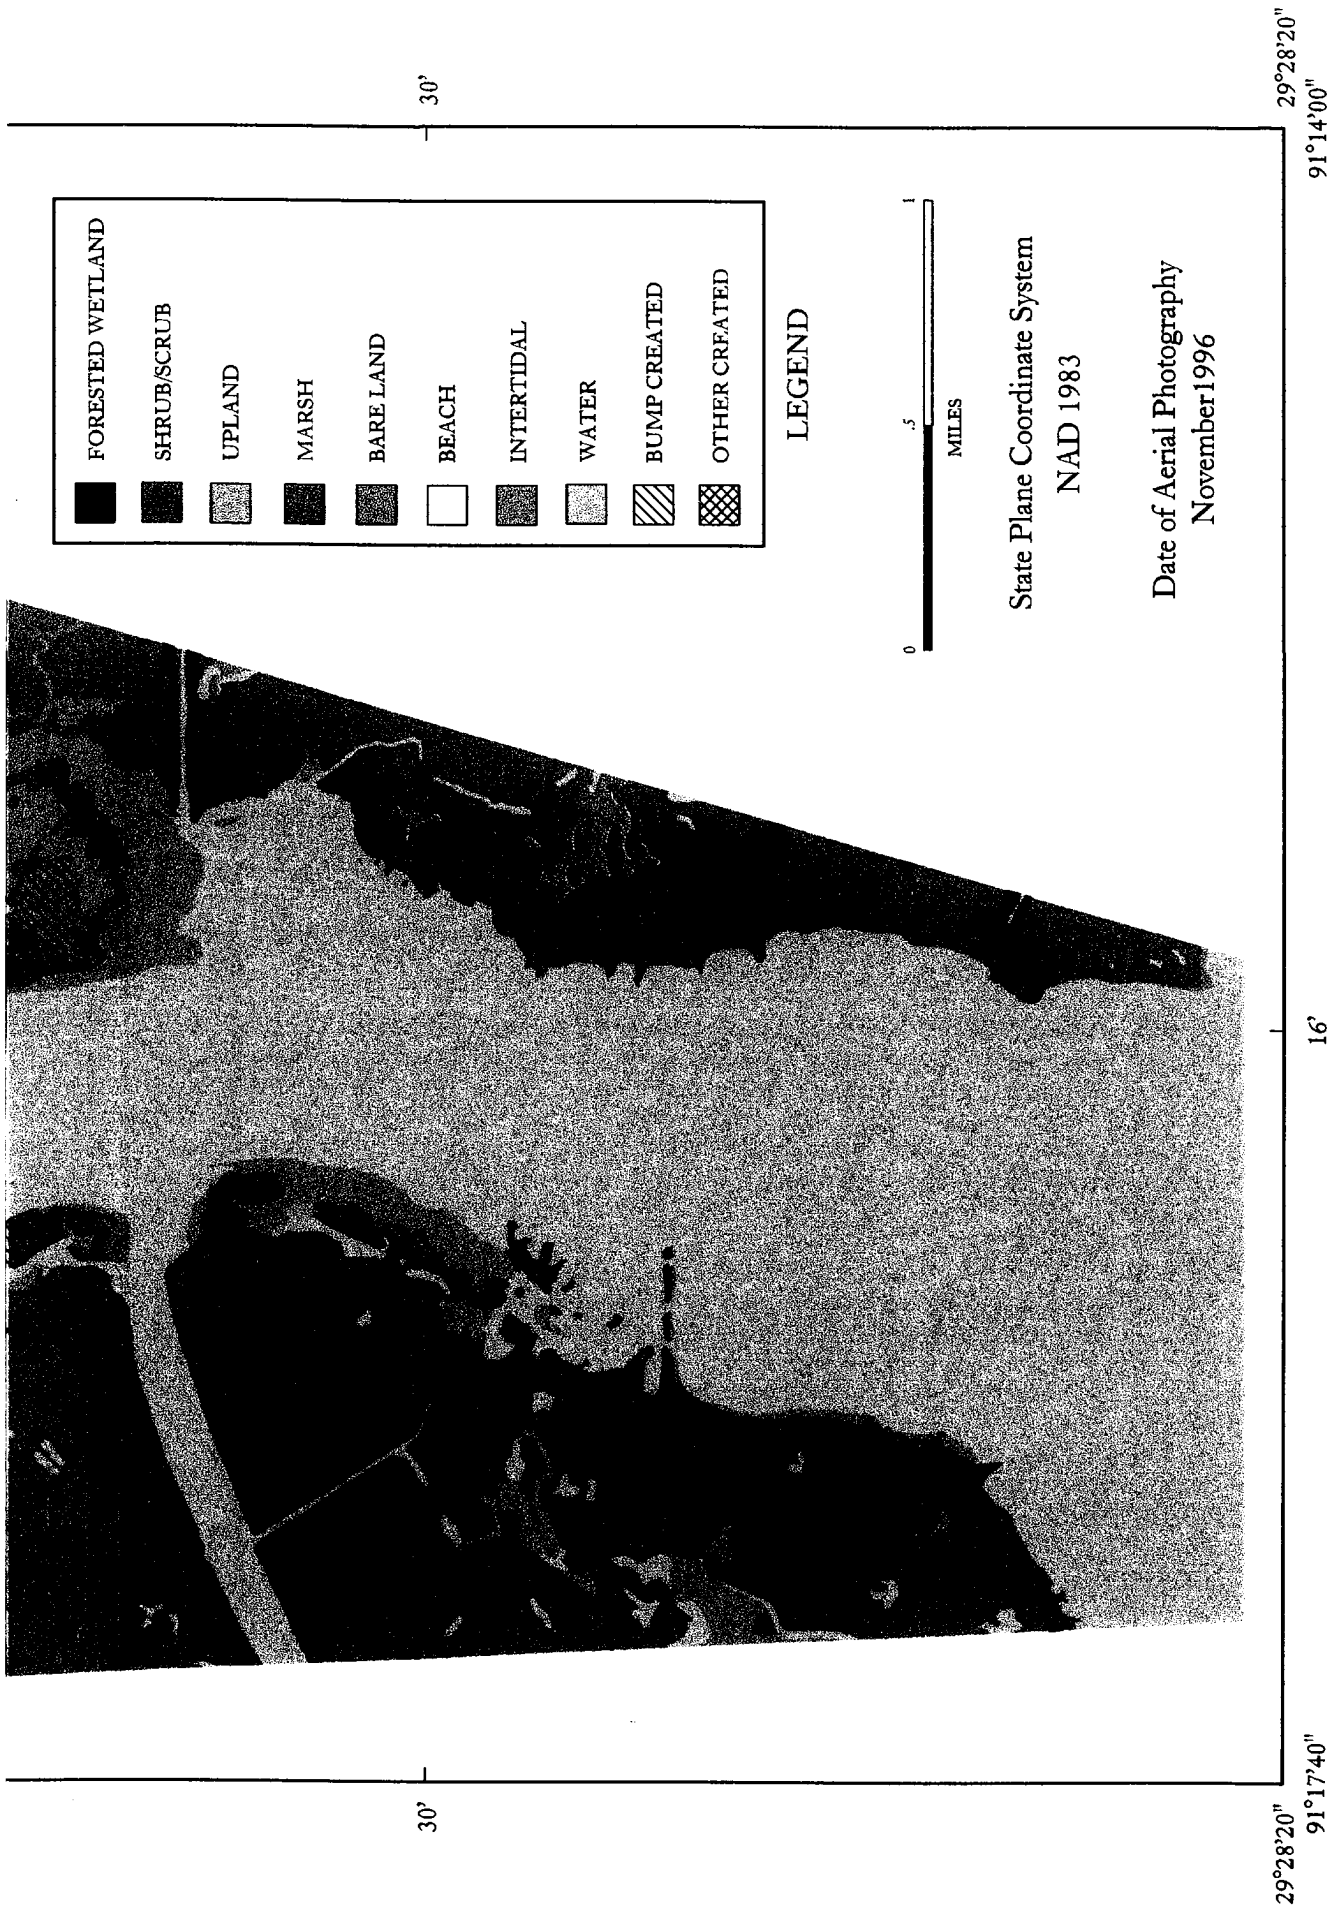 FORESTED WETLAND
SHRUB/SCRUB
UPLAND
MARSH
BARE LAND
BEACH
INTERTIDAL
WATER
BUMP CREATED
OTHER CREATED
LEGEND
0 .5 1
MILES
State Plane Coordinate System
NAD 1983
Date of Aerial Photography
November1996
30'
30'
29°28'20"
91°17'40"
16'
29°28'20"
91°14'00"